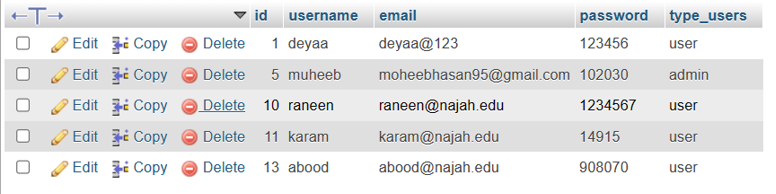 id username email password type_users
Edit Copy Delete 1 deyaa deyaa@123 123456 user
Edit Copy Delete 5 muheeb moheebhasan95@gmail.com 102030 admin
Edit Copy Delete 10 raneen raneen@najah.edu 1234567 user
Edit Copy Delete 11 karam karam@najah.edu 14915 user
Edit Copy Delete 13 abood abood@najah.edu 908070 user